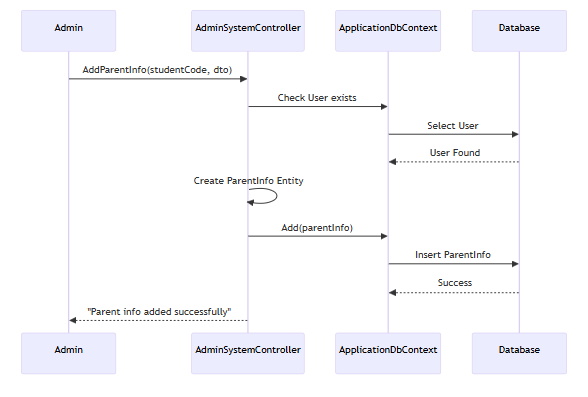 Admin
AdminSystemController
ApplicationDbContext
Database
AddParentInfo(studentCode, dto)
Check User exists
Select User
User Found
Create ParentInfo Entity
Add(parentInfo)
Insert ParentInfo
Success
"Parent info added successfully"
Admin
AdminSystemController
ApplicationDbContext
Database